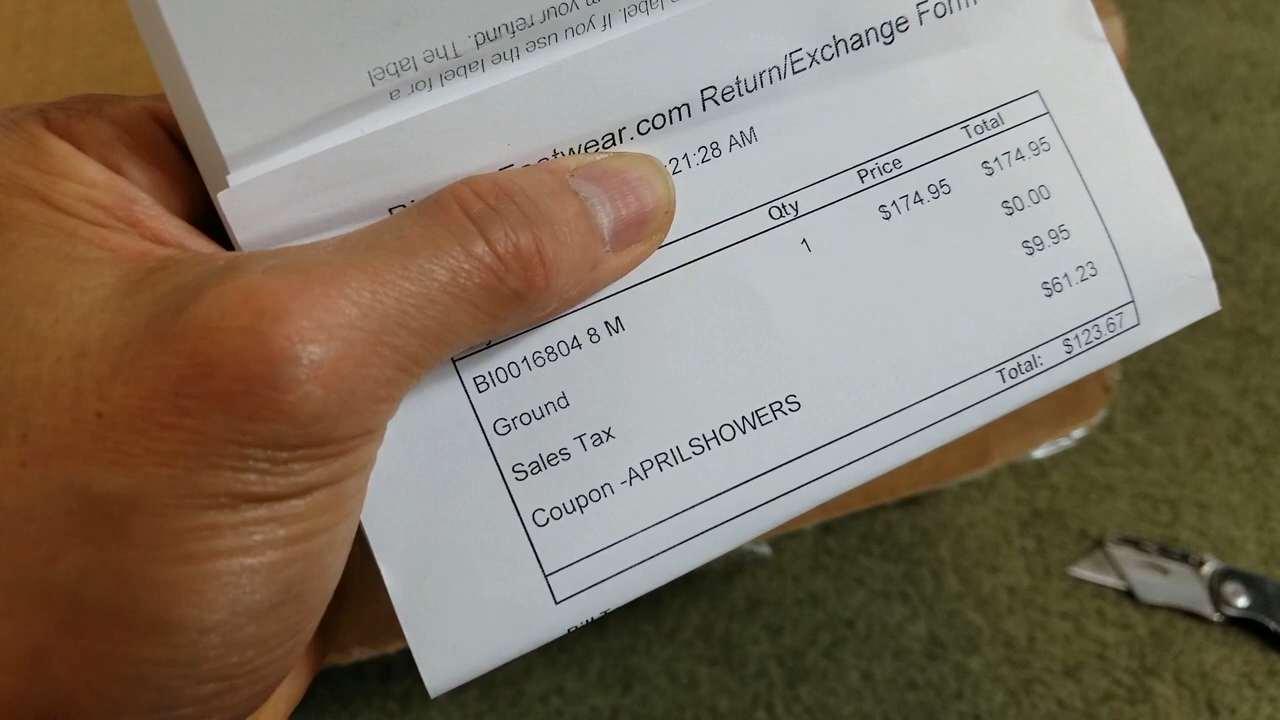 label. If you use the label for a
your refund. The label
Footwear.com Return/Exchange Form
:21:28 AM
Qty Price Total
BI0016804 8 M 1 $174.95 $174.95
Ground $0.00
Sales Tax $9.95
Coupon -APRILSHOWERS $61.23
Total: $123.67